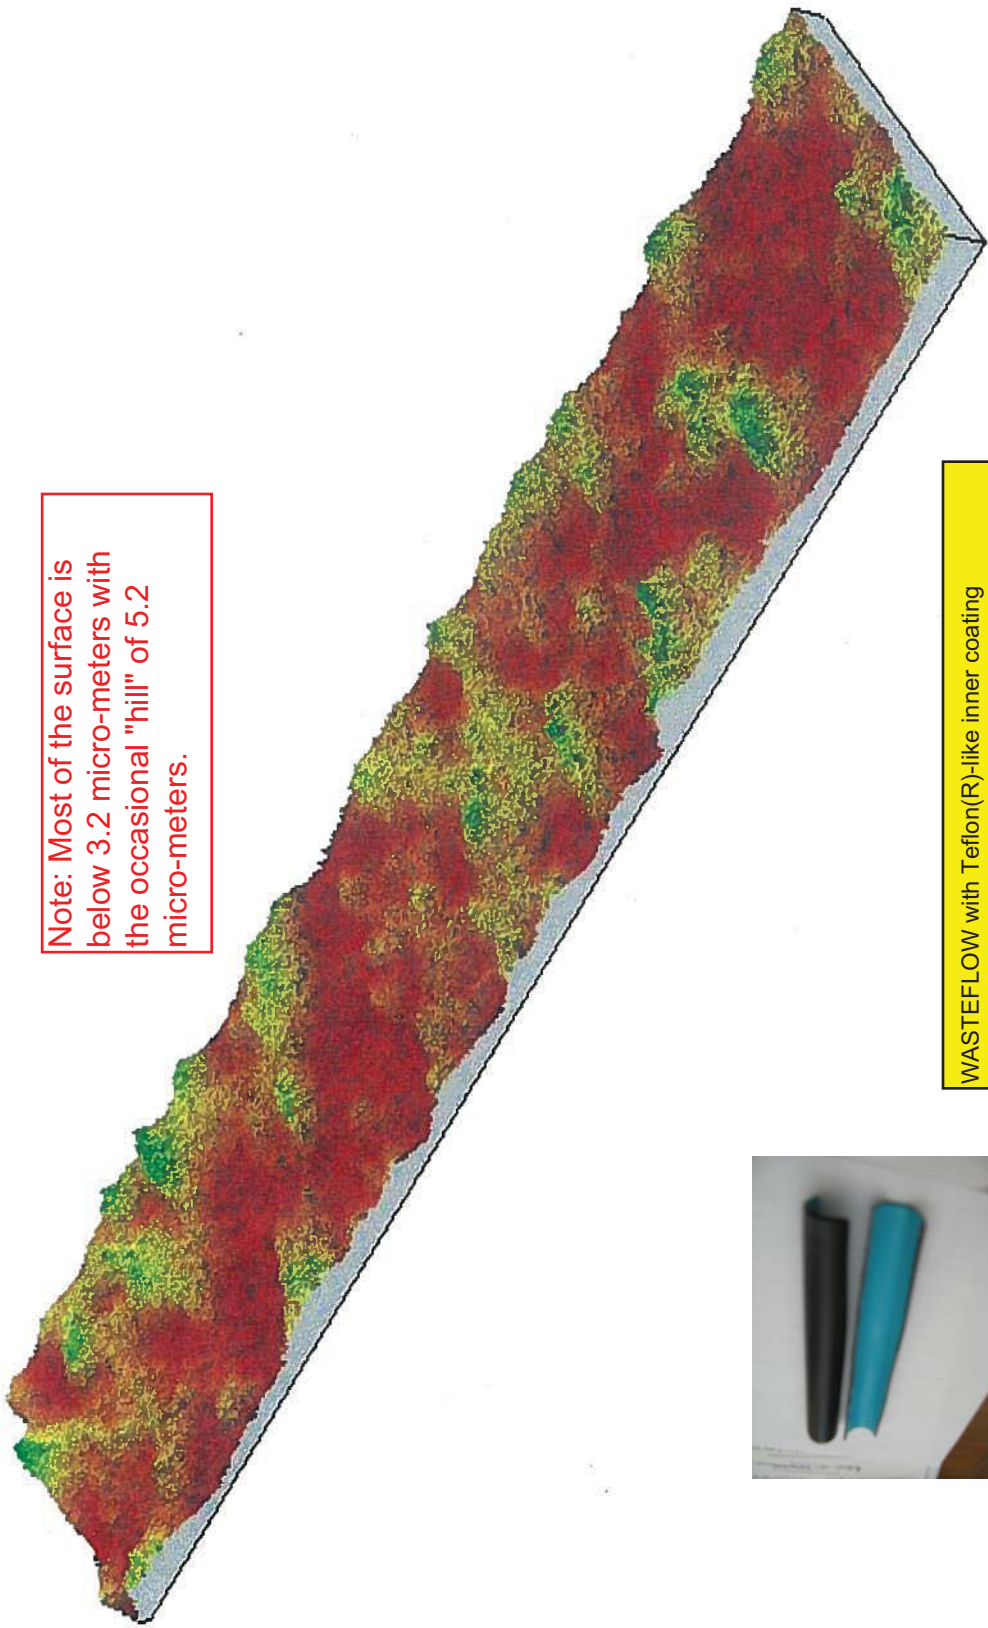 Note: Most of the surface is
below 3.2 micro-meters with
the occasional "hill" of 5.2
micro-meters.
WASTEFLOW with Teflon(R)-like inner coating